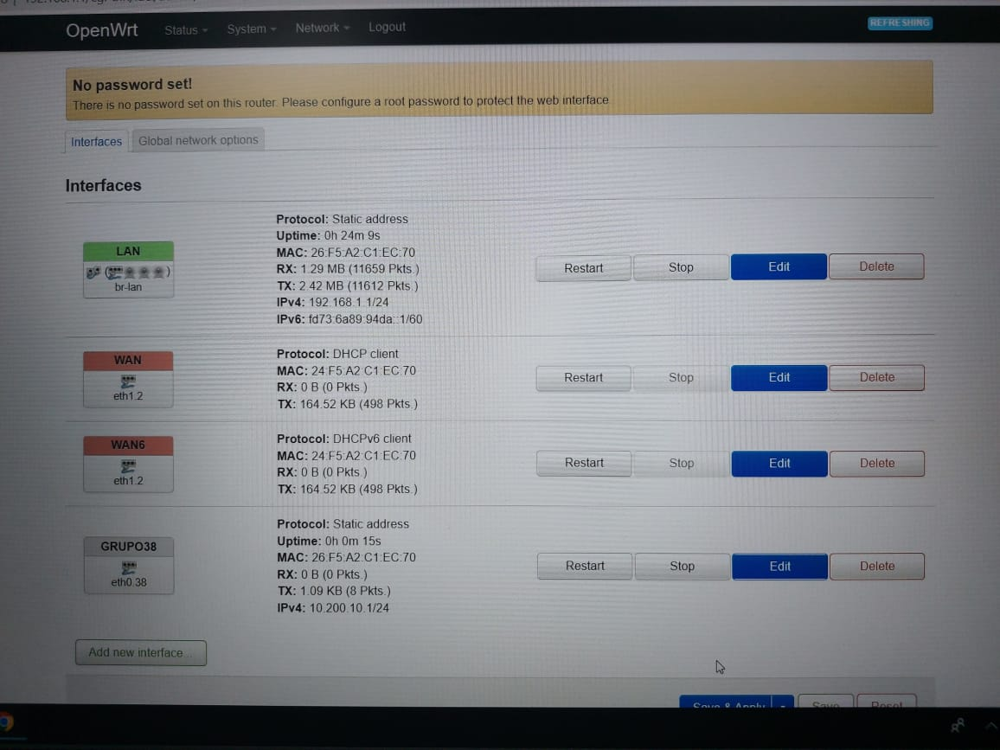 OpenWrt Status System Network Logout REFRESHING
No password set!
There is no password set on this router. Please configure a root password to protect the web interface.
Interfaces Global network options
Interfaces
LAN
br-lan
Protocol: Static address
Uptime: 0h 24m 9s
MAC: 26:F5:A2:C1:EC:70
RX: 1.29 MB (11659 Pkts.)
TX: 2.42 MB (11612 Pkts.)
IPv4: 192.168.1.1/24
IPv6: fd73:6a89:94da::1/60
Restart Stop Edit Delete
WAN
eth1.2
Protocol: DHCP client
MAC: 24:F5:A2:C1:EC:70
RX: 0 B (0 Pkts.)
TX: 164.52 KB (498 Pkts.)
Restart Stop Edit Delete
WAN6
eth1.2
Protocol: DHCPv6 client
MAC: 24:F5:A2:C1:EC:70
RX: 0 B (0 Pkts.)
TX: 164.52 KB (498 Pkts.)
Restart Stop Edit Delete
GRUPO38
eth0.38
Protocol: Static address
Uptime: 0h 0m 15s
MAC: 26:F5:A2:C1:EC:70
RX: 0 B (0 Pkts.)
TX: 1.09 KB (8 Pkts.)
IPv4: 10.200.10.1/24
Restart Stop Edit Delete
Add new interface...
Save & Apply Save Reset